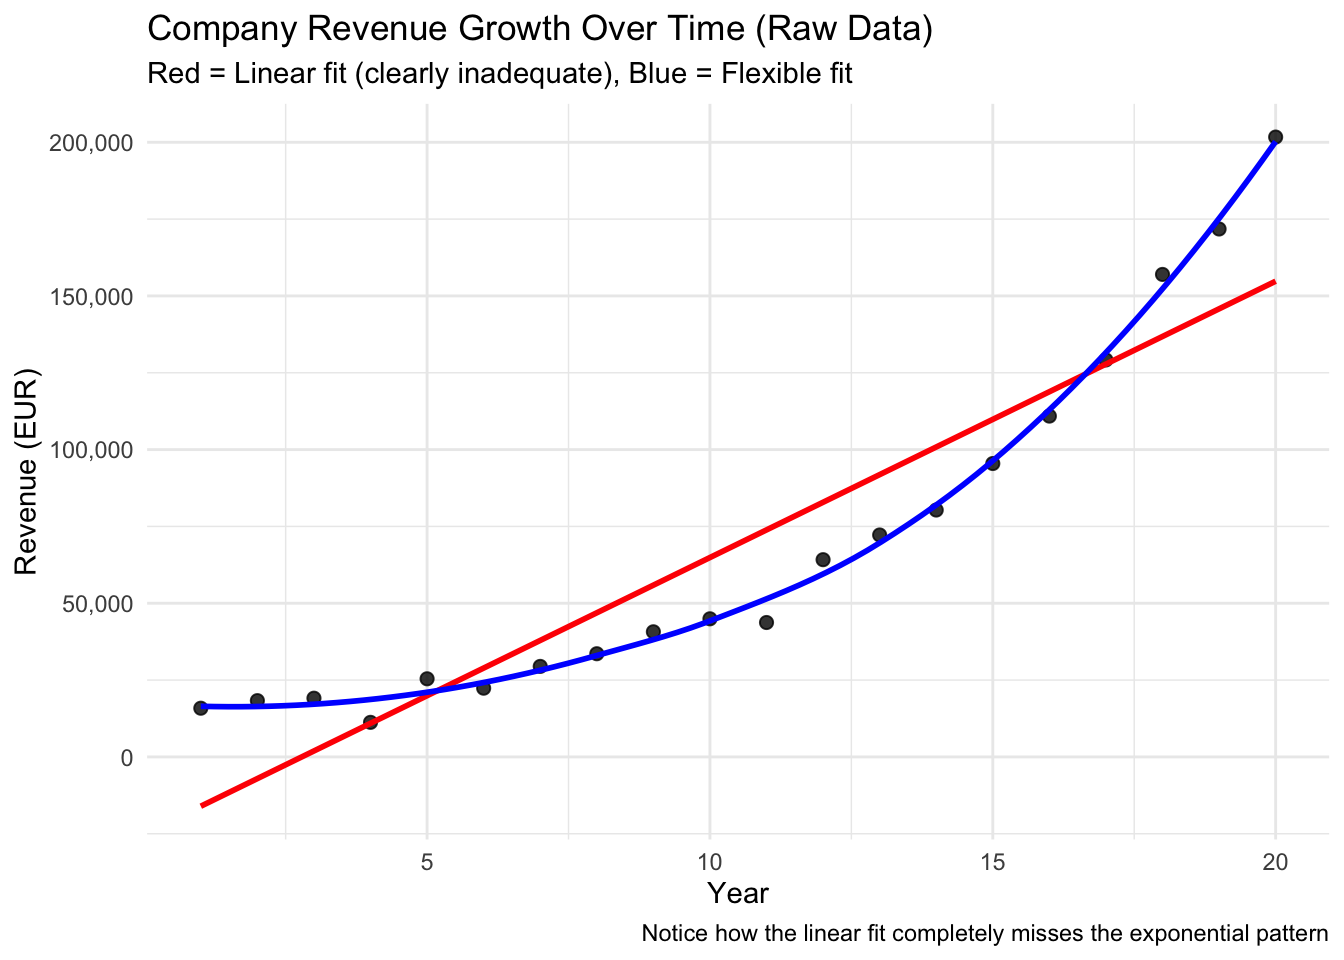 Company Revenue Growth Over Time (Raw Data)
Red = Linear fit (clearly inadequate), Blue = Flexible fit
200,000
150,000
100,000
50,000
0
Revenue (EUR)
5 10 15 20
Year
Notice how the linear fit completely misses the exponential pattern